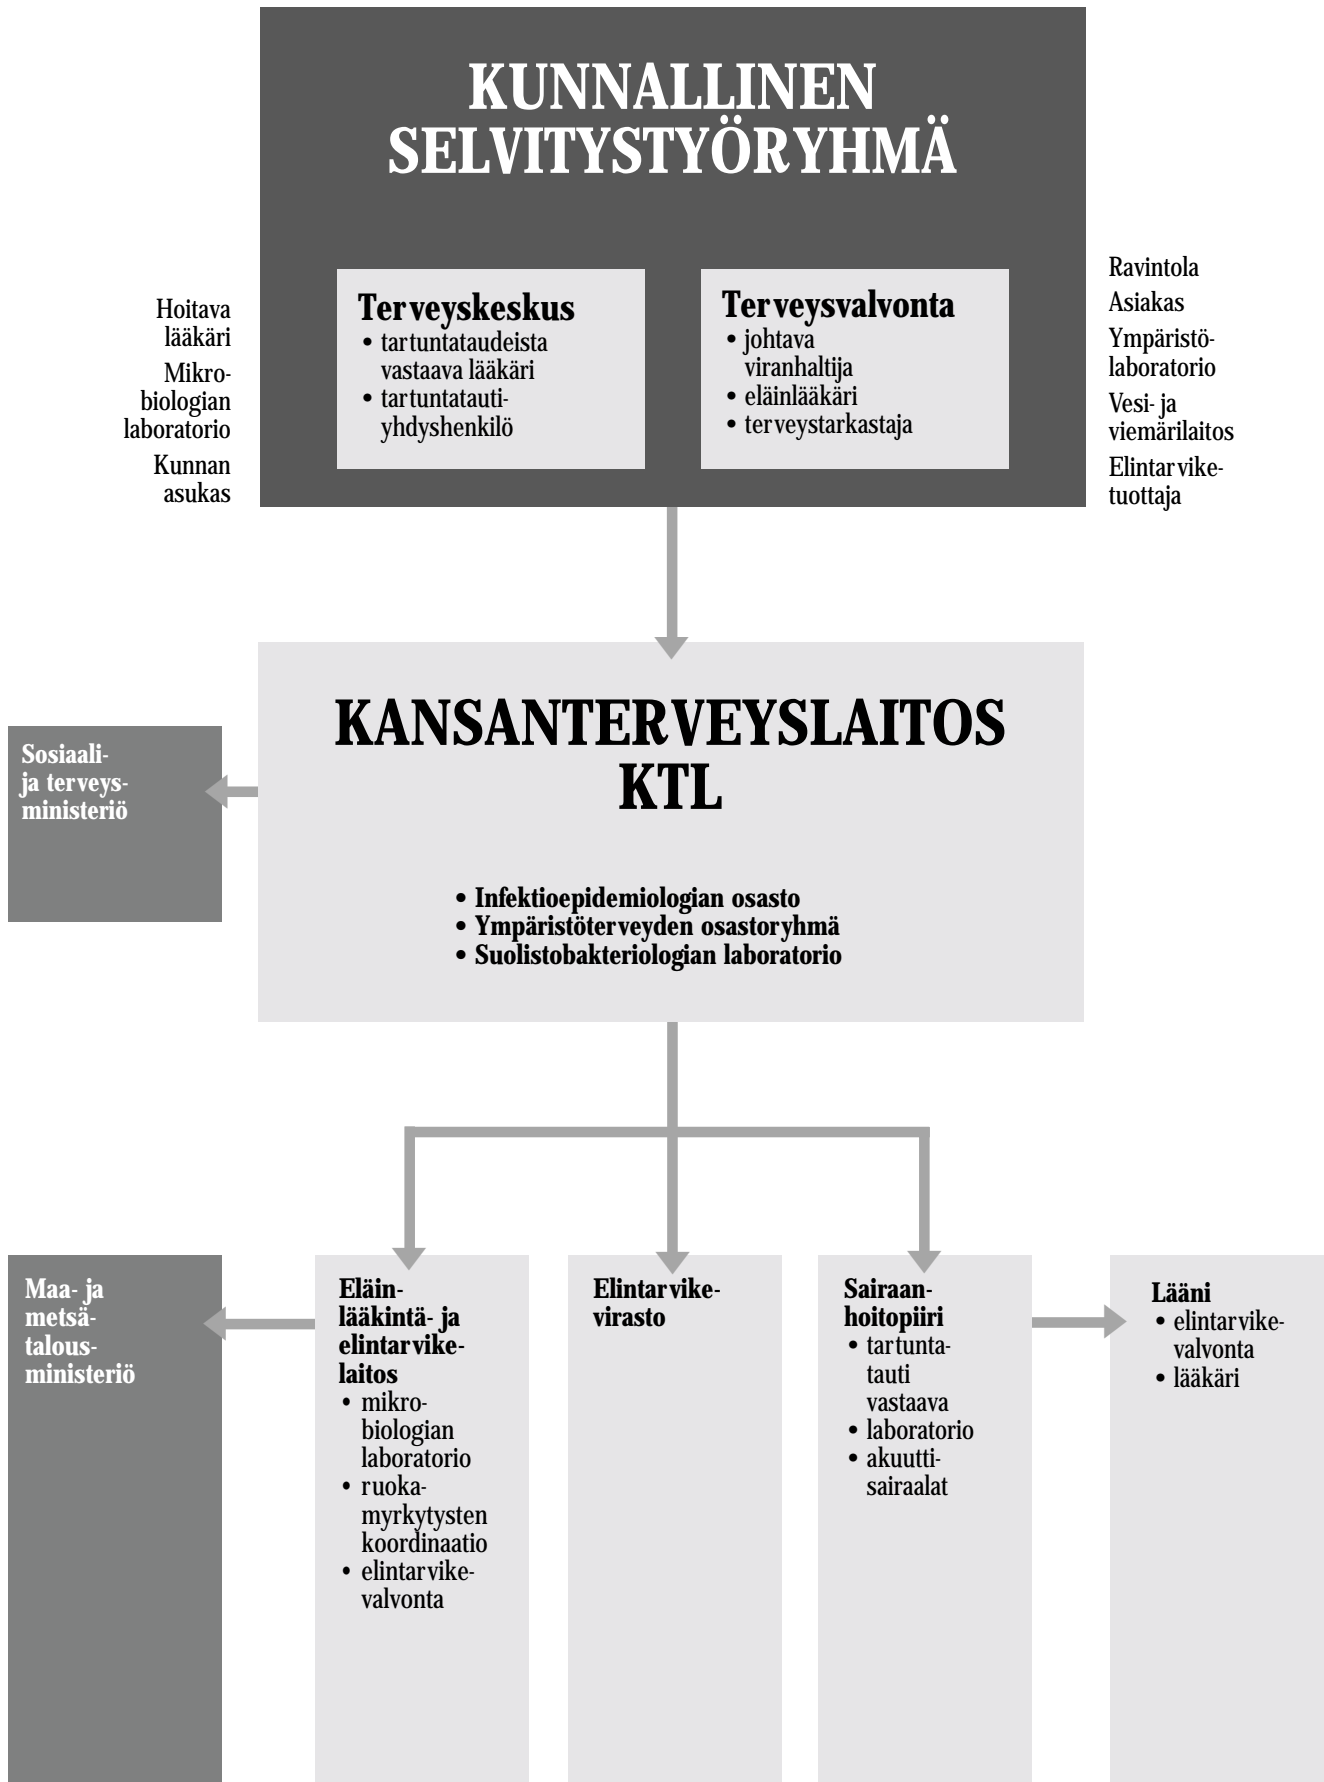 KUNNALLINEN
SELVITYSTYÖRYHMÄ
Hoitava
lääkäri
Mikro-
biologian
laboratorio
Kunnan
asukas
Terveyskeskus
• tartuntataudeista
vastaava lääkäri
• tartuntatauti-
yhdyshenkilö
Terveysvalvonta
• johtava
viranhaltija
• eläinlääkäri
• terveystarkastaja
Ravintola
Asiakas
Ympäristö-
laboratorio
Vesi- ja
viemärilaitos
Elintarvike-
tuottaja
KANSANTERVEYSLAITOS
KTL
• Infektioepidemiologian osasto
• Ympäristöterveyden osastoryhmä
• Suolistobakteriologian laboratorio
Sosiaali-
ja terveys-
ministeriö
Maa- ja
metsä-
talous-
ministeriö
Eläin-
lääkintä- ja
elintarvike-
laitos
• mikro-
biologian
laboratorio
• ruoka-
myrkytysten
koordinaatio
• elintarvike-
valvonta
Elintarvike-
virasto
Sairaan-
hoitopiiri
• tartunta-
tauti
vastaava
• laboratorio
• akuutti-
sairaalat
Lääni
• elintarvike-
valvonta
• lääkäri